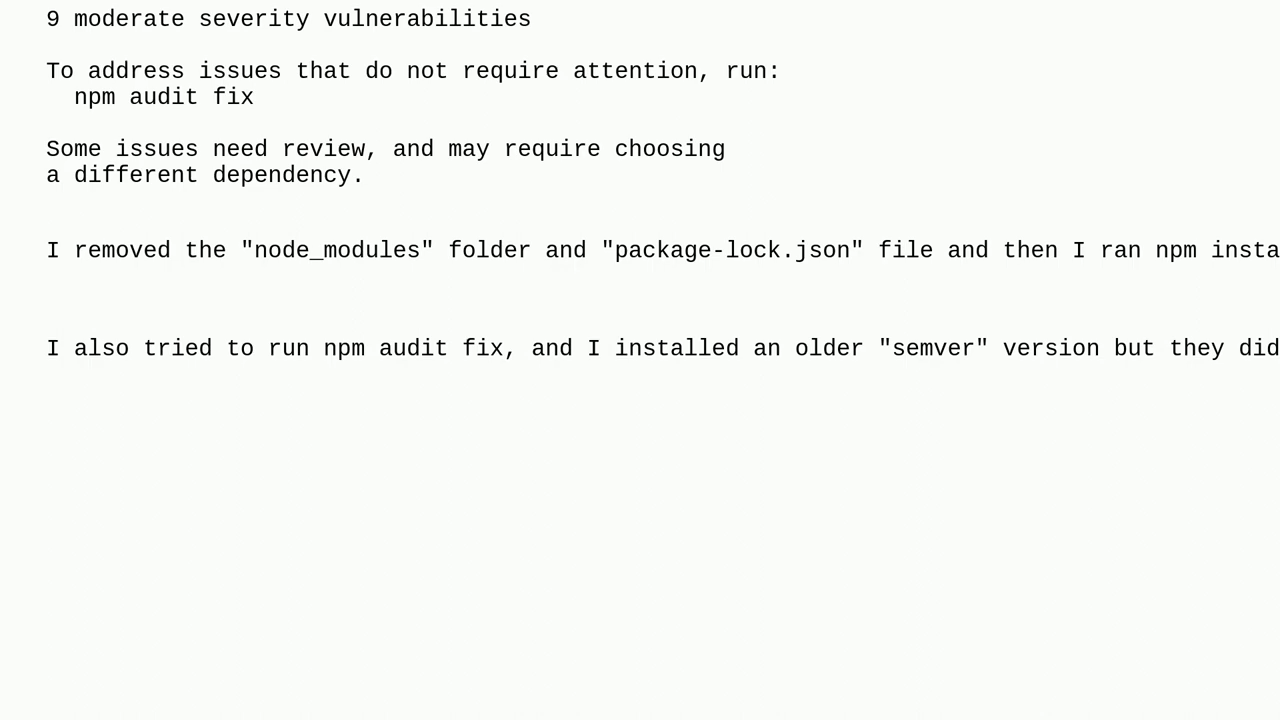 9 moderate severity vulnerabilities
To address issues that do not require attention, run:
npm audit fix
Some issues need review, and may require choosing
a different dependency.
I removed the "node_modules" folder and "package-lock.json" file and then I ran npm insta
I also tried to run npm audit fix, and I installed an older "semver" version but they did